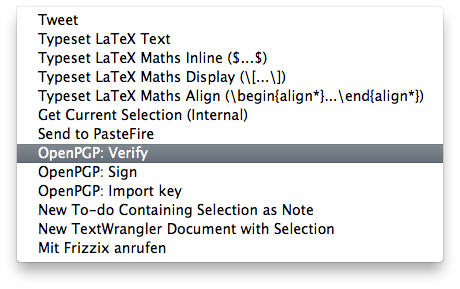 Tweet
Typeset LaTeX Text
Typeset LaTeX Maths Inline ($...$)
Typeset LaTeX Maths Display (\[...\])
Typeset LaTeX Maths Align (\begin{align*}...\end{align*})
Get Current Selection (Internal)
Send to PasteFire
OpenPGP: Verify
OpenPGP: Sign
OpenPGP: Import key
New To-do Containing Selection as Note
New TextWrangler Document with Selection
Mit Frizzix anrufen